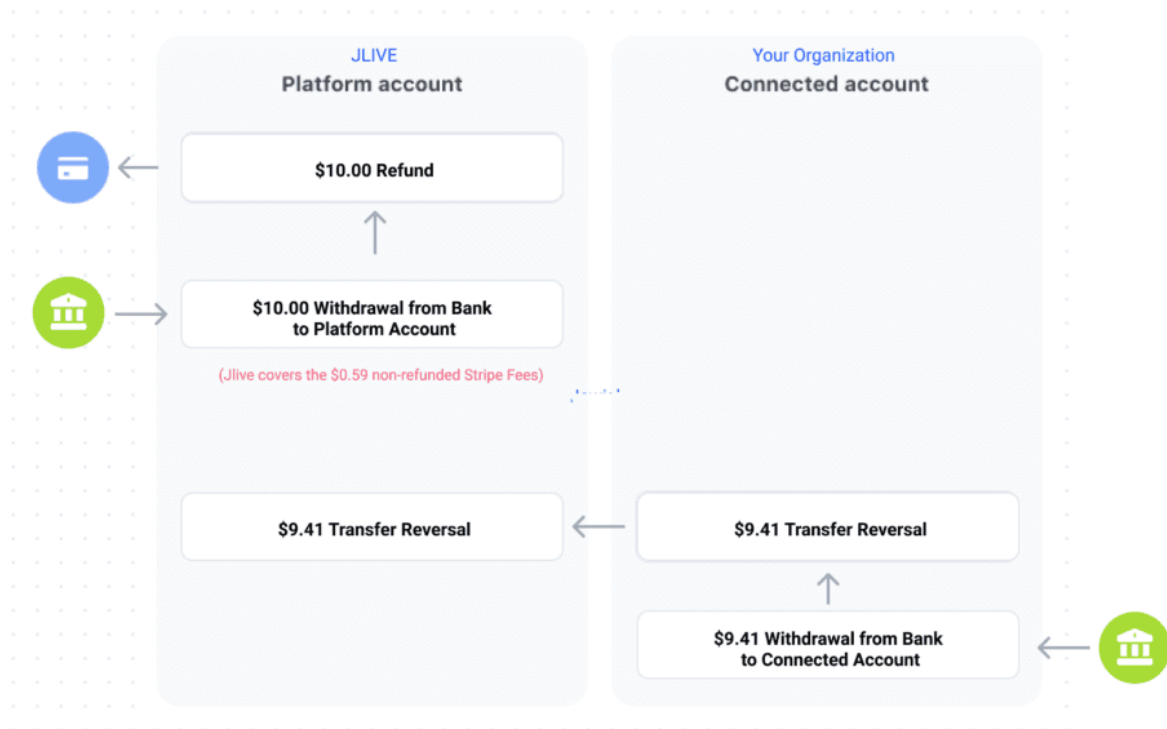 JLIVE
Platform account
Your Organization
Connected account
$10.00 Refund
$10.00 Withdrawal from Bank
to Platform Account
(Jlive covers the $0.59 non-refunded Stripe Fees)
$9.41 Transfer Reversal
$9.41 Transfer Reversal
$9.41 Withdrawal from Bank
to Connected Account